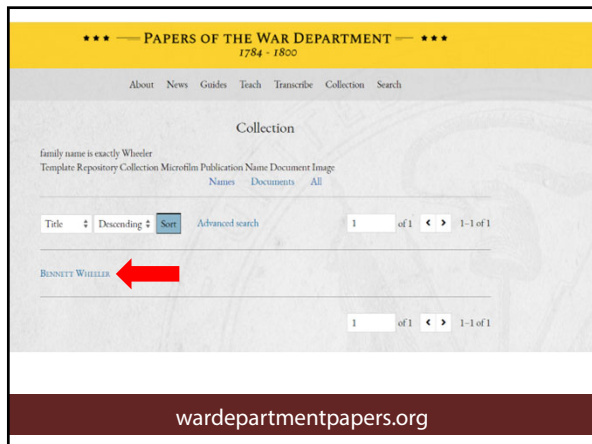 ★ ★ ★ — PAPERS OF THE WAR DEPARTMENT — ★ ★ ★
1784 - 1800
About News Guides Teach Transcribe Collection Search
Collection
family name is exactly Wheeler
Template Repository Collection Microfilm Publication Name Document Image
Names Documents All
Title Descending Sort Advanced search 1 of 1 < > 1–1 of 1
BENNETT WHEELER
1 of 1 < > 1–1 of 1
wardepartmentpapers.org